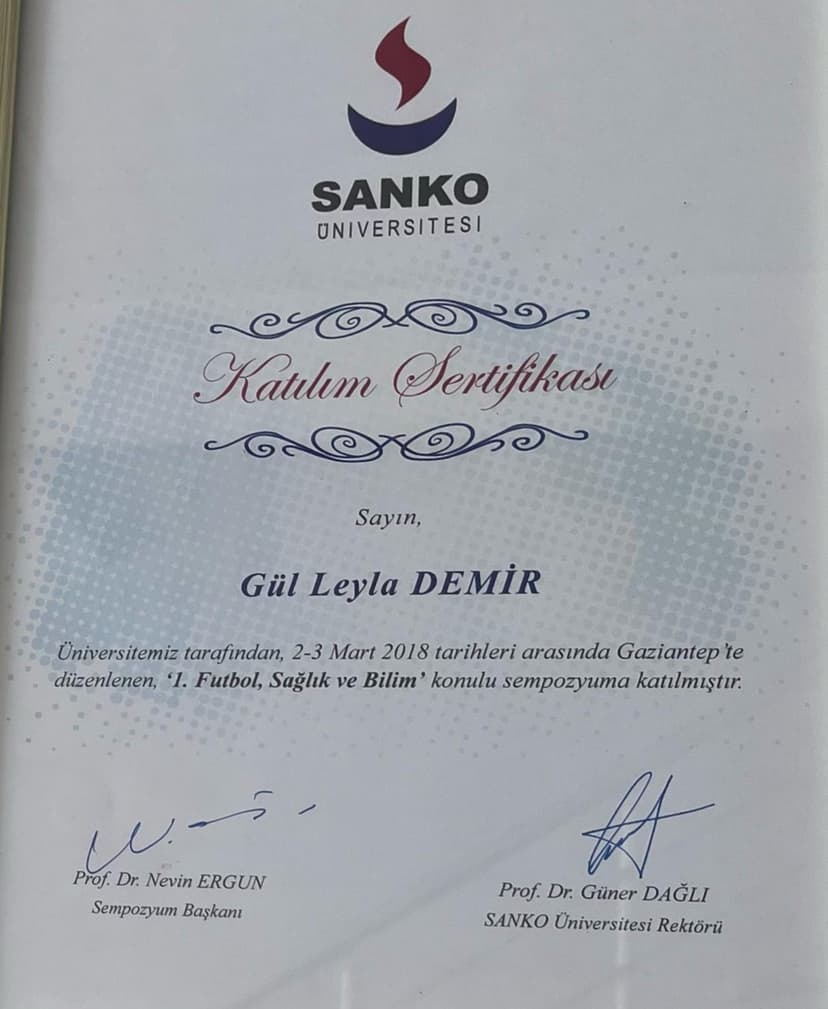 SANKO
ÜNİVERSİTESİ
Katılım Sertifikası
Sayın,
Gül Leyla DEMİR
Üniversitemiz tarafından, 2-3 Mart 2018 tarihleri arasında Gaziantep'te
düzenlenen, ‘1. Futbol, Sağlık ve Bilim’ konulu sempozyuma katılmıştır.
Prof. Dr. Nevin ERGUN
Sempozyum Başkanı
Prof. Dr. Güner DAĞLI
SANKO Üniversitesi Rektörü